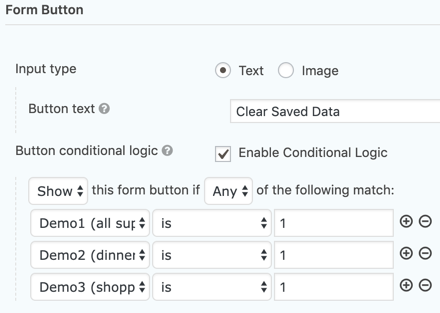 Form Button
Input type Text Image
Button text ?
Clear Saved Data
Button conditional logic ? Enable Conditional Logic
Show this form button if Any of the following match:
Demo1 (all sup is 1
Demo2 (dinner is 1
Demo3 (shopp is 1